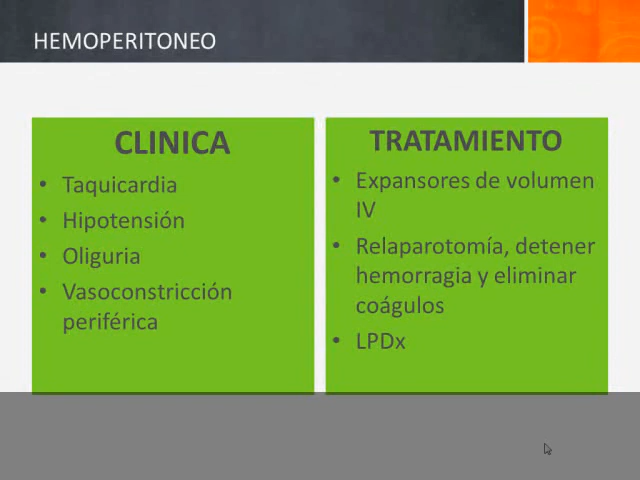 HEMOPERITONEO
CLINICA
• Taquicardia
• Hipotensión
• Oliguria
• Vasoconstricción
periférica
TRATAMIENTO
• Expansores de volumen
IV
• Relaparotomía, detener
hemorragia y eliminar
coágulos
• LPDx